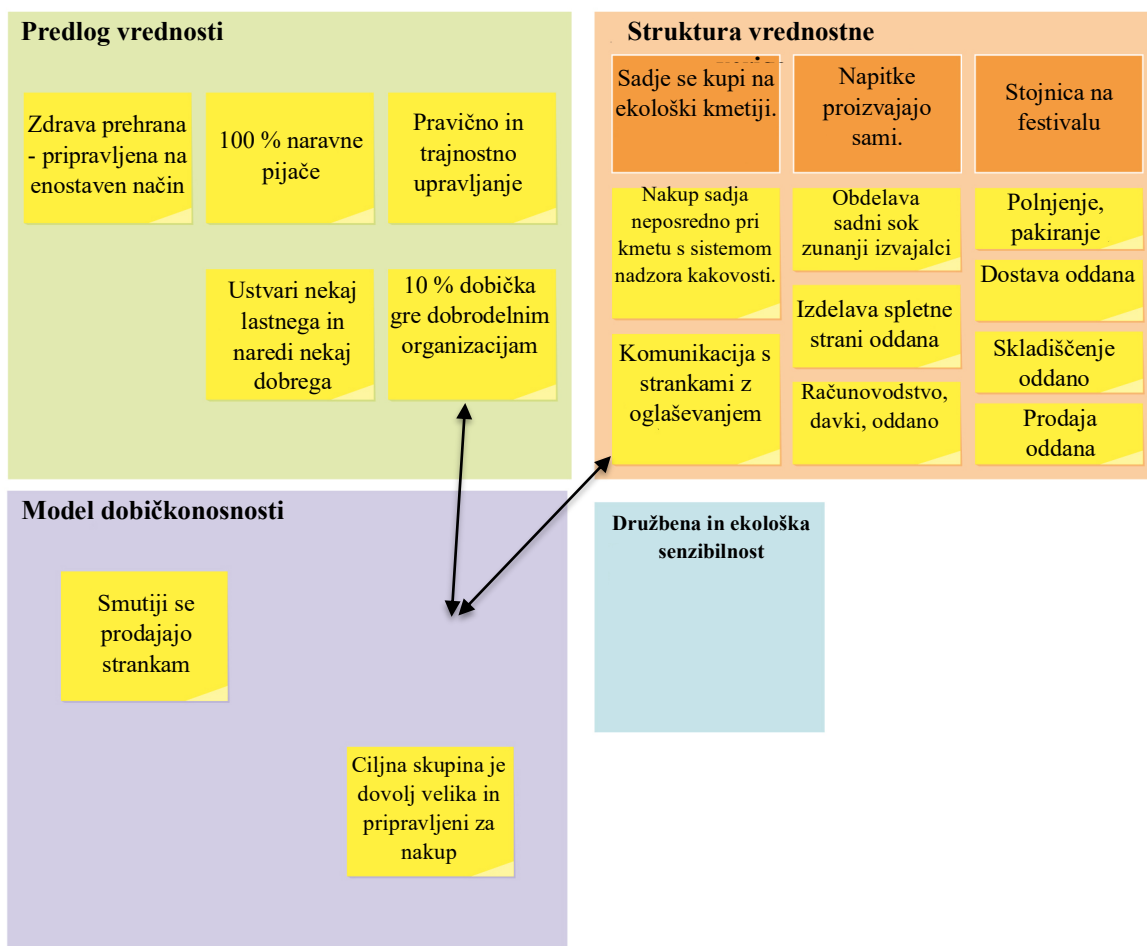 Predlog vrednosti
Zdrava prehrana
- pripravljena na
enostaven način
100 % naravne
pijače
Pravično in
trajnostno
upravljanje
Ustvari nekaj
lastnega in
naredi nekaj
dobrega
10 % dobička
gre dobrodelnim
organizacijam
Struktura vrednostne
Sadje se kupi na
ekološki kmetiji.
Napitke
proizvajajo
sami.
Stojnica na
festivalu
Nakup sadja
neposredno pri
kmetu s sistemom
nadzora kakovosti.
Komunikacija s
strankami z
oglaševanjem
Obdelava
sadni sok
zunanji izvajalci
Izdelava spletne
strani oddana
Računovodstvo,
davki, oddano
Polnjenje,
pakiranje
Dostava oddana
Skladiščenje
oddano
Prodaja
oddana
Model dobičkonosnosti
Smutiji se
prodajajo
strankam
Ciljna skupina je
dovolj velika in
pripravljeni za
nakup
Družbena in ekološka
senzibilnost